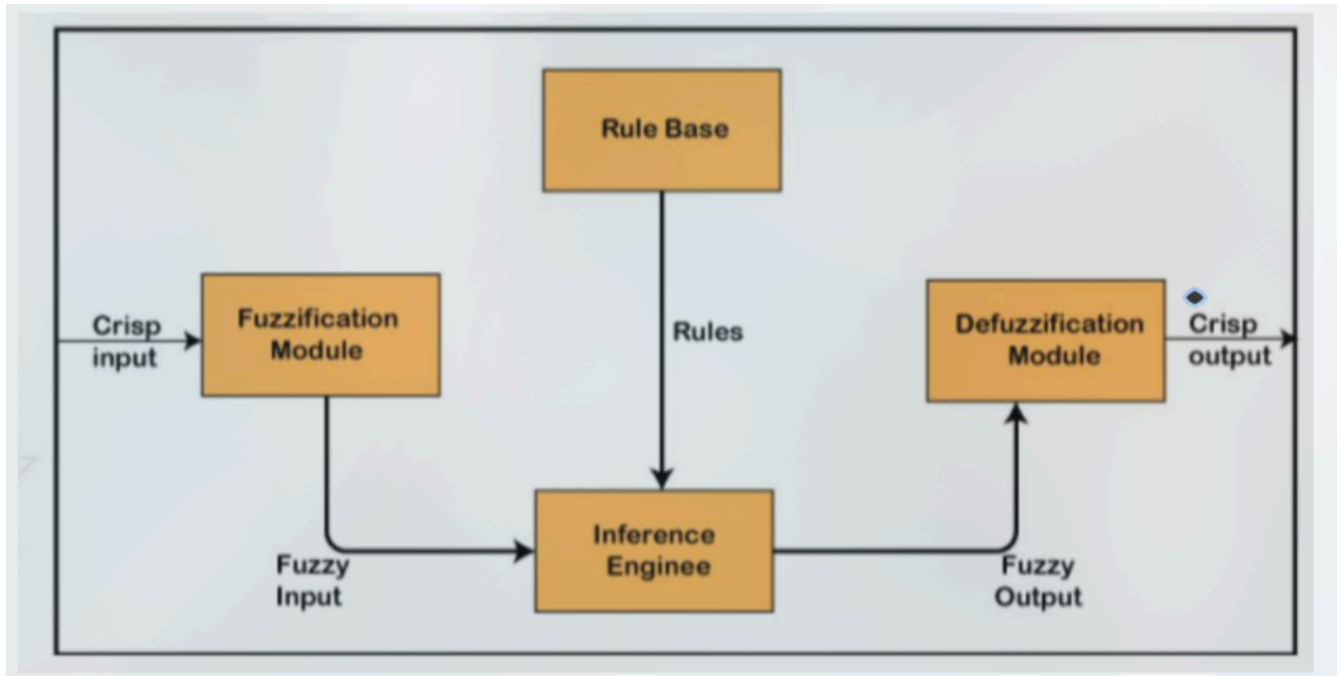 Rule Base
Crisp
input
Fuzzification
Module
Rules
Defuzzification
Module
Crisp
output
Fuzzy
Input
Inference
Enginee
Fuzzy
Output